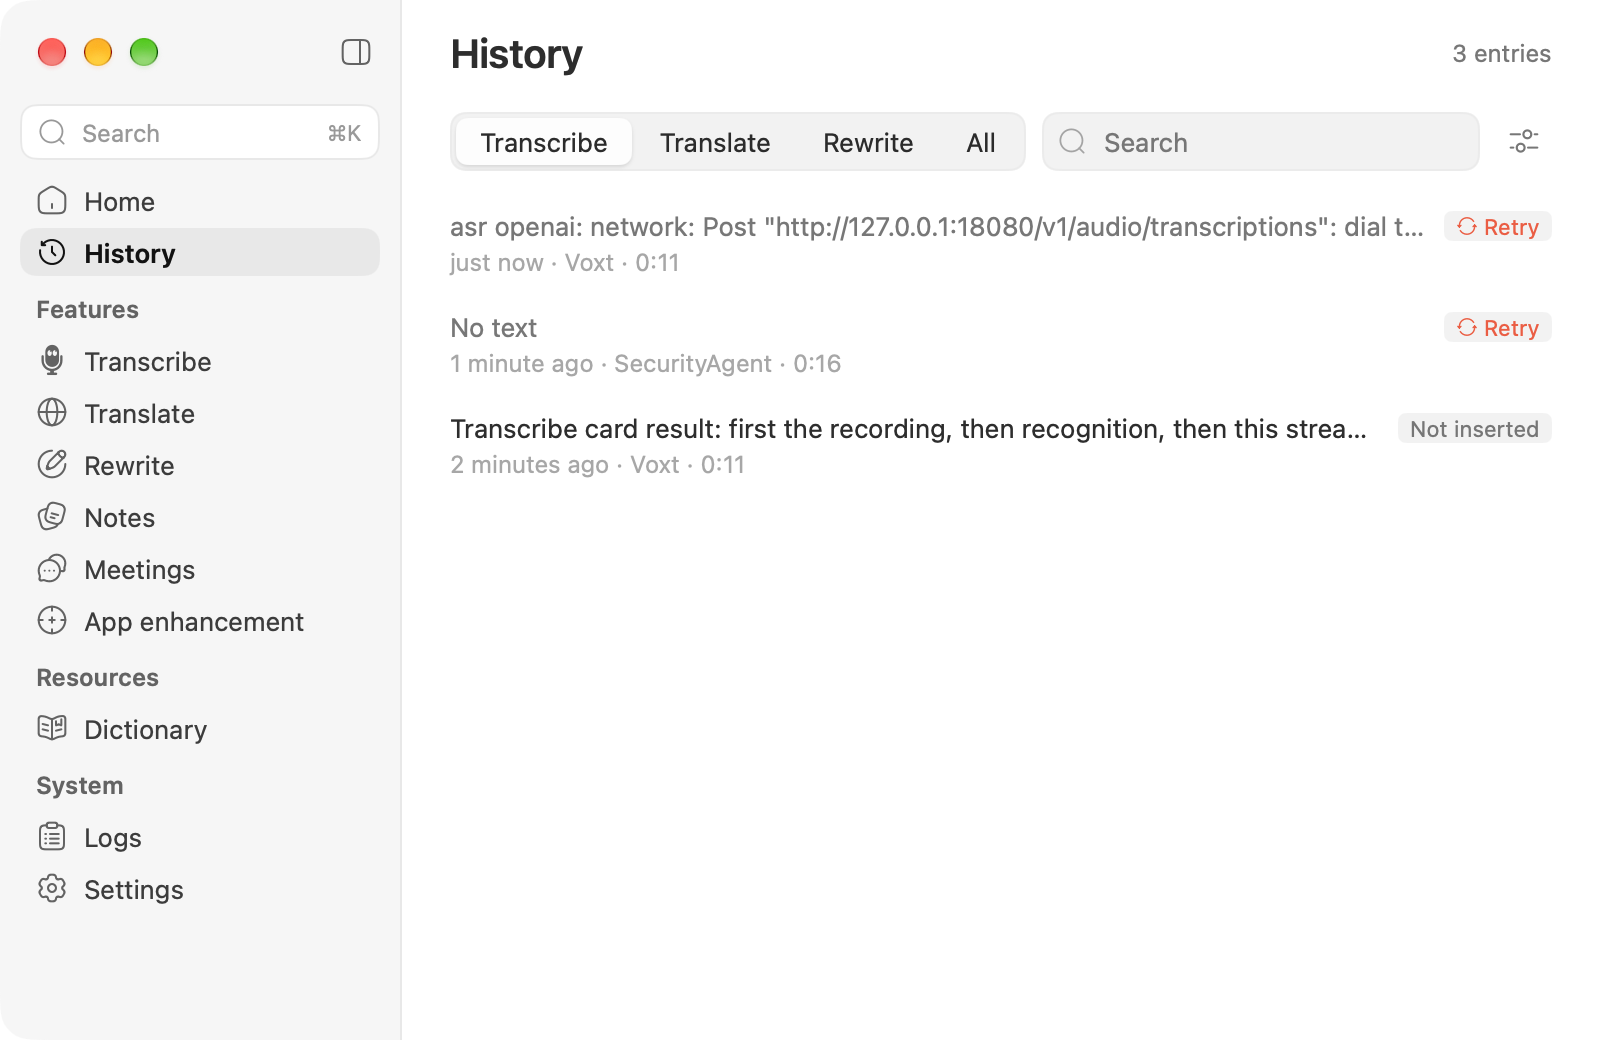 Search ⌘K
Home
History
Features
Transcribe
Translate
Rewrite
Notes
Meetings
App enhancement
Resources
Dictionary
System
Logs
Settings
History
3 entries
Transcribe Translate Rewrite All Search
asr openai: network: Post "http://127.0.0.1:18080/v1/audio/transcriptions": dial t... Retry
just now · Voxt · 0:11
No text Retry
1 minute ago · SecurityAgent · 0:16
Transcribe card result: first the recording, then recognition, then this strea... Not inserted
2 minutes ago · Voxt · 0:11